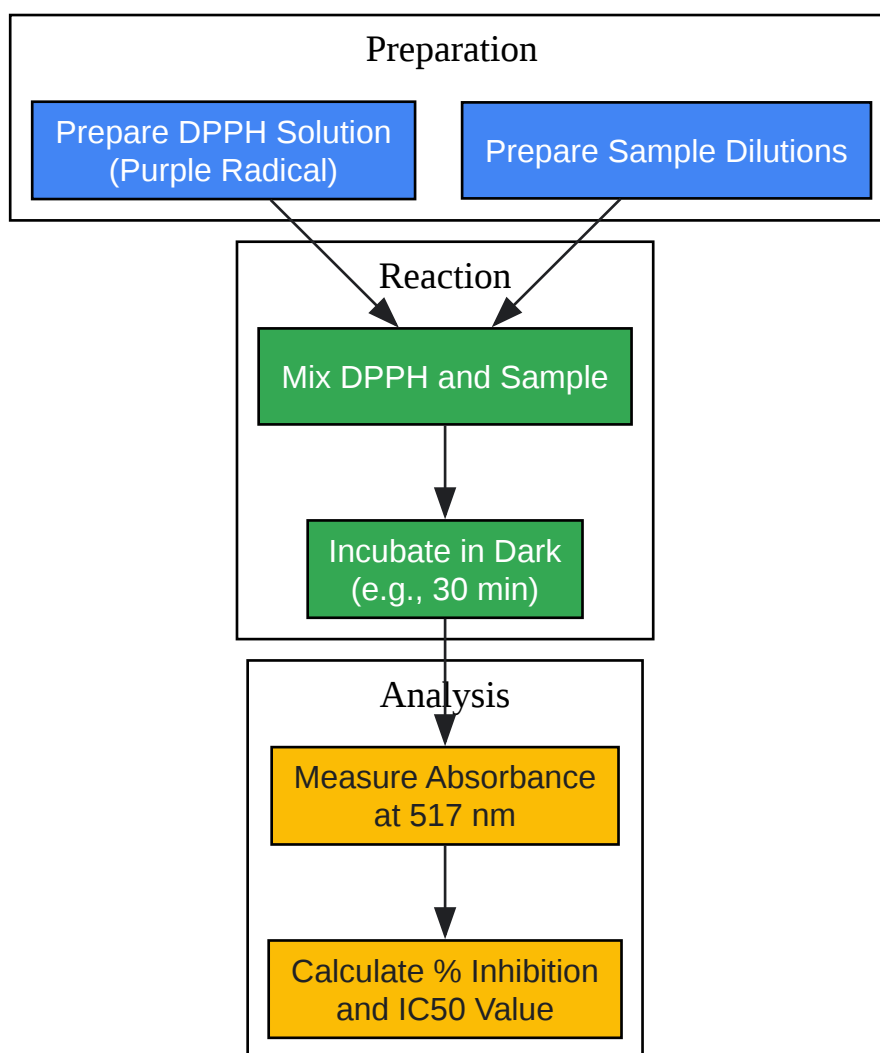 Preparation
Prepare DPPH Solution
(Purple Radical)
Prepare Sample Dilutions
Reaction
Mix DPPH and Sample
Incubate in Dark
(e.g., 30 min)
Analysis
Measure Absorbance
at 517 nm
Calculate % Inhibition
and IC50 Value